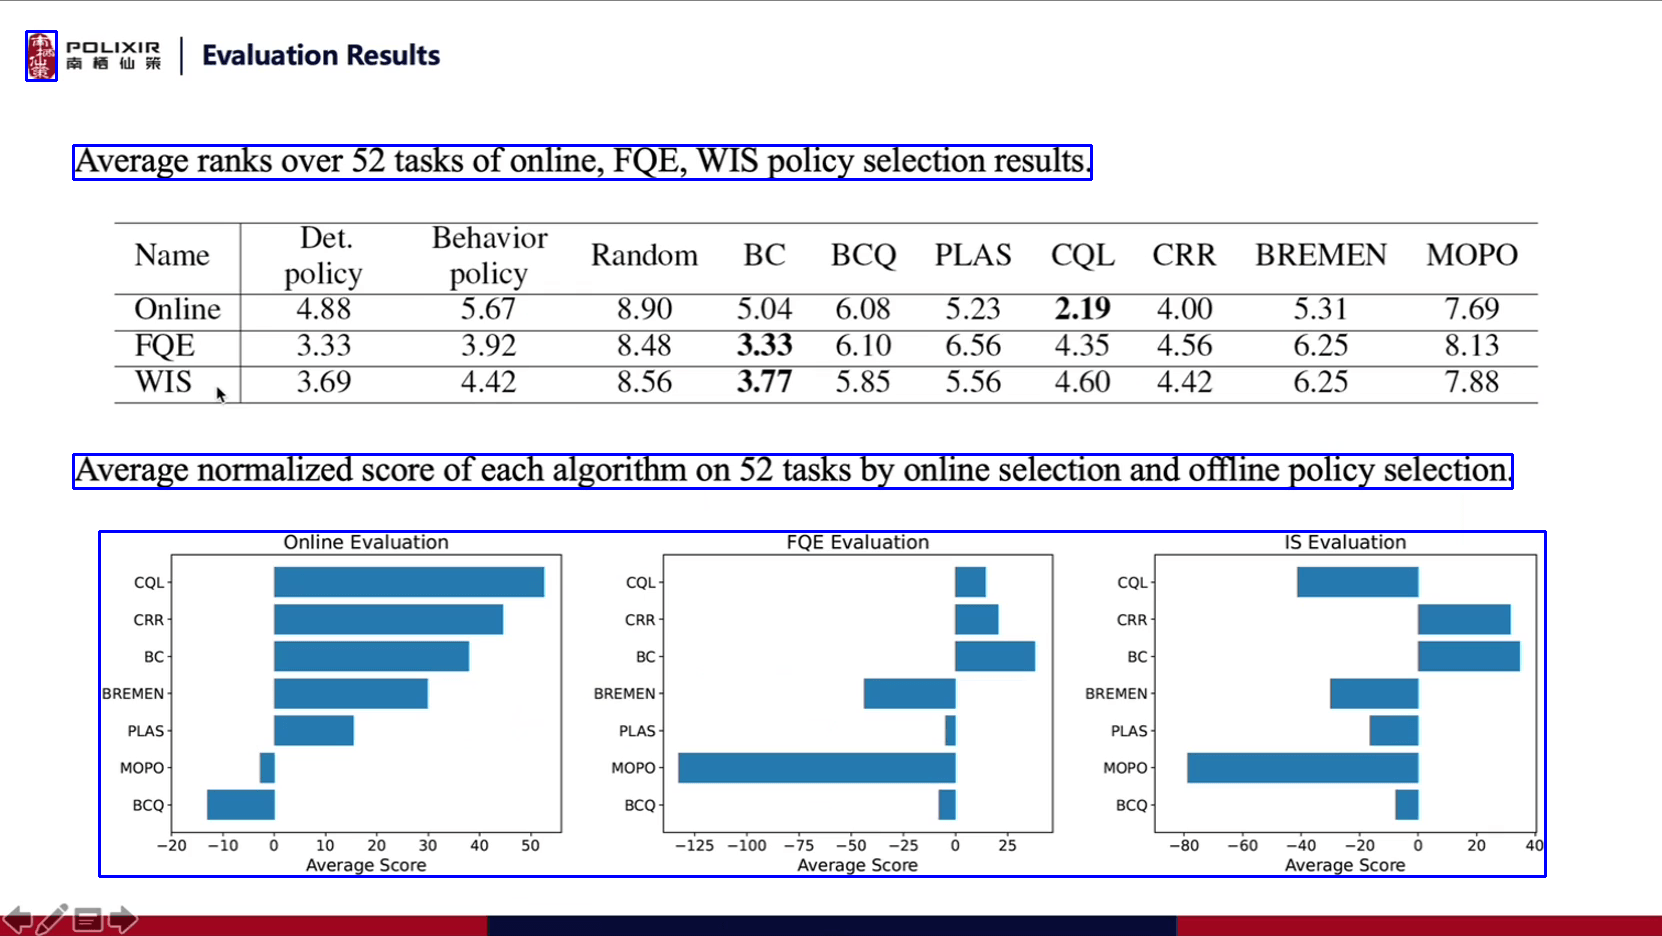 南栖仙策
POLIXIR
南栖仙策
Evaluation Results
Average ranks over 52 tasks of online, FQE, WIS policy selection results.
Name Det. policy Behavior policy Random BC BCQ PLAS CQL CRR BREMEN MOPO
Online 4.88 5.67 8.90 5.04 6.08 5.23 2.19 4.00 5.31 7.69
FQE 3.33 3.92 8.48 3.33 6.10 6.56 4.35 4.56 6.25 8.13
WIS 3.69 4.42 8.56 3.77 5.85 5.56 4.60 4.42 6.25 7.88
Average normalized score of each algorithm on 52 tasks by online selection and offline policy selection.
Online Evaluation
CQL
CRR
BC
BREMEN
PLAS
MOPO
BCQ
−20 −10 0 10 20 30 40 50
Average Score
FQE Evaluation
CQL
CRR
BC
BREMEN
PLAS
MOPO
BCQ
−125 −100 −75 −50 −25 0 25
Average Score
IS Evaluation
CQL
CRR
BC
BREMEN
PLAS
MOPO
BCQ
−80 −60 −40 −20 0 20 40
Average Score